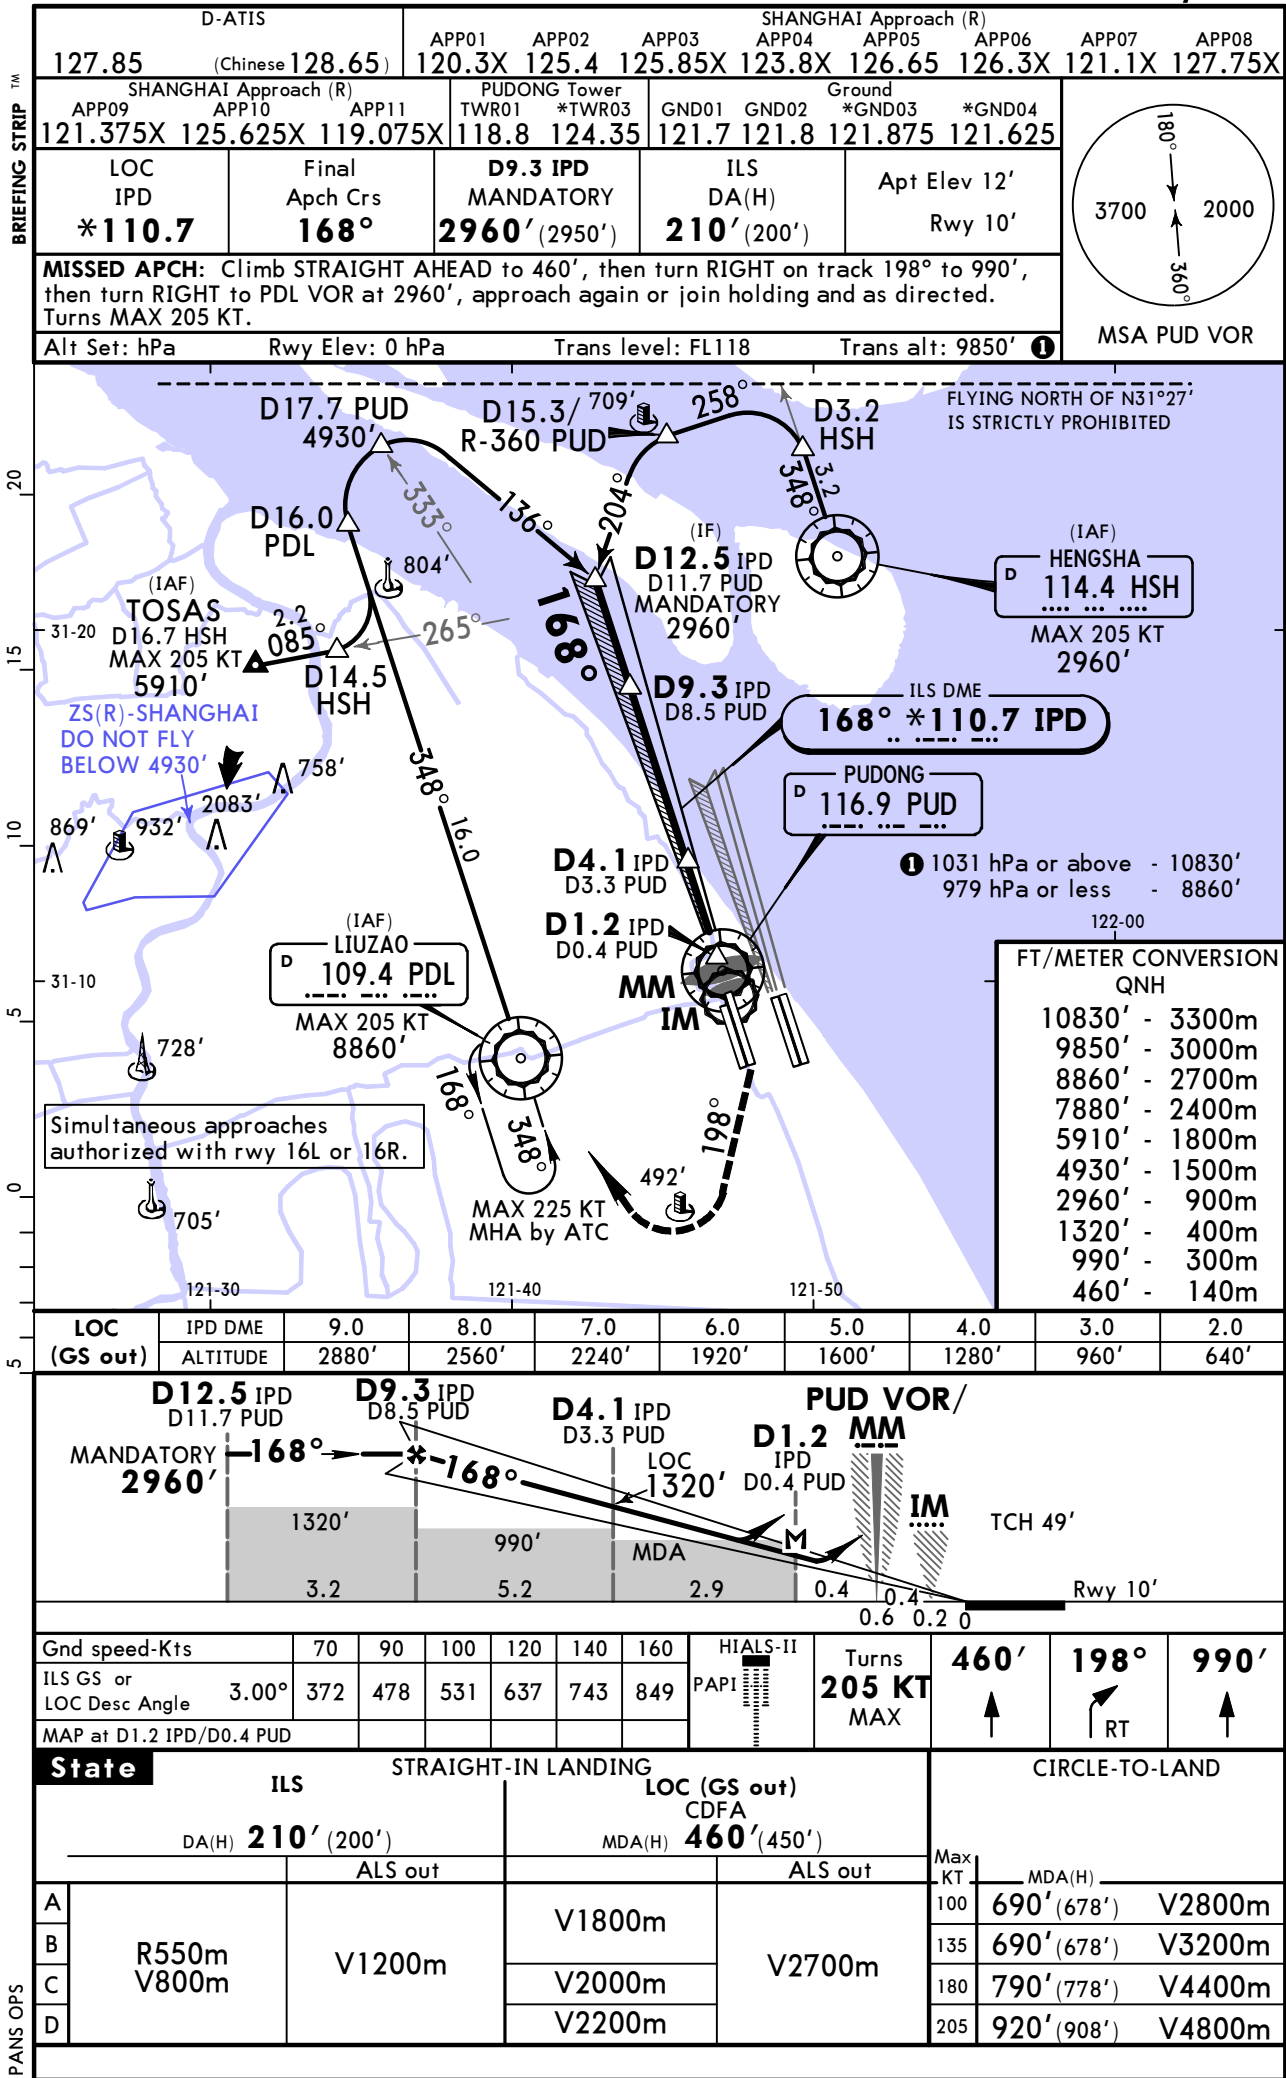 D-ATIS
127.85 (Chinese 128.65)
SHANGHAI Approach (R)
APP01 APP02 APP03 APP04 APP05 APP06 APP07 APP08
120.3X 125.4 125.85X 123.8X 126.65 126.3X 121.1X 127.75X
BRIEFING STRIP TM
SHANGHAI Approach (R)
APP09 APP10 APP11
121.375X 125.625X 119.075X
PUDONG Tower
TWR01 *TWR03
118.8 124.35
Ground
GND01 GND02 *GND03 *GND04
121.7 121.8 121.875 121.625
LOC
IPD
*110.7
Final
Apch Crs
168°
D9.3 IPD
MANDATORY
2960'(2950')
ILS
DA(H)
210'(200')
Apt Elev 12'
Rwy 10'
180°
3700 2000
360°
MSA PUD VOR
MISSED APCH: Climb STRAIGHT AHEAD to 460', then turn RIGHT on track 198° to 990',
then turn RIGHT to PDL VOR at 2960', approach again or join holding and as directed.
Turns MAX 205 KT.
Alt Set: hPa Rwy Elev: 0 hPa Trans level: FL118 Trans alt: 9850' 1
FLYING NORTH OF N31°27'
IS STRICTLY PROHIBITED
D17.7 PUD
4930'
D15.3/
R-360 PUD
709'
258°
D3.2
HSH
3.2
348°
333°
136°
204°
D16.0
PDL
804'
(IF)
D12.5 IPD
D11.7 PUD
MANDATORY
2960'
(IAF)
HENGSHA
D 114.4 HSH
MAX 205 KT
2960'
(IAF)
TOSAS
D16.7 HSH
MAX 205 KT
5910'
2.2
085°
265°
D14.5
HSH
168°
D9.3 IPD
D8.5 PUD
ILS DME
168° *110.7 IPD
ZS(R)-SHANGHAI
DO NOT FLY
BELOW 4930'
758'
2083'
932'
869'
348°
16.0
PUDONG
D 116.9 PUD
D4.1 IPD
D3.3 PUD
1 1031 hPa or above - 10830'
979 hPa or less - 8860'
D1.2 IPD
D0.4 PUD
MM
IM
(IAF)
LIUZAO
D 109.4 PDL
MAX 205 KT
8860'
122-00
31-20
31-10
20
15
10
5
0
5
728'
168°
348°
198°
492'
Simultaneous approaches
authorized with rwy 16L or 16R.
705'
MAX 225 KT
MHA by ATC
121-30 121-40 121-50
FT/METER CONVERSION
QNH
10830' - 3300m
9850' - 3000m
8860' - 2700m
7880' - 2400m
5910' - 1800m
4930' - 1500m
2960' - 900m
1320' - 400m
990' - 300m
460' - 140m
LOC
(GS out)
IPD DME 9.0 8.0 7.0 6.0 5.0 4.0 3.0 2.0
ALTITUDE 2880' 2560' 2240' 1920' 1600' 1280' 960' 640'
D12.5 IPD
D11.7 PUD
D9.3 IPD
D8.5 PUD
D4.1 IPD
D3.3 PUD
D1.2
IPD
D0.4 PUD
PUD VOR/
MM
IM
MANDATORY
2960'
168°
168°
LOC
1320'
M
TCH 49'
1320'
990'
MDA
3.2 5.2 2.9 0.4 0.4
0.6 0.2 0
Rwy 10'
Gnd speed-Kts 70 90 100 120 140 160
ILS GS or
LOC Desc Angle 3.00° 372 478 531 637 743 849
MAP at D1.2 IPD/D0.4 PUD
HIALS-II
PAPI
Turns
205 KT
MAX
460'
198°
RT
990'
State
STRAIGHT-IN LANDING
CIRCLE-TO-LAND
ILS
DA(H) 210'(200')
LOC (GS out)
CDFA
MDA(H) 460'(450')
ALS out
ALS out
Max
KT
MDA(H)
A
B
C
D
R550m
V800m
V1200m
V1800m
V2000m
V2200m
V2700m
100 690'(678') V2800m
135 690'(678') V3200m
180 790'(778') V4400m
205 920'(908') V4800m
PANS OPS